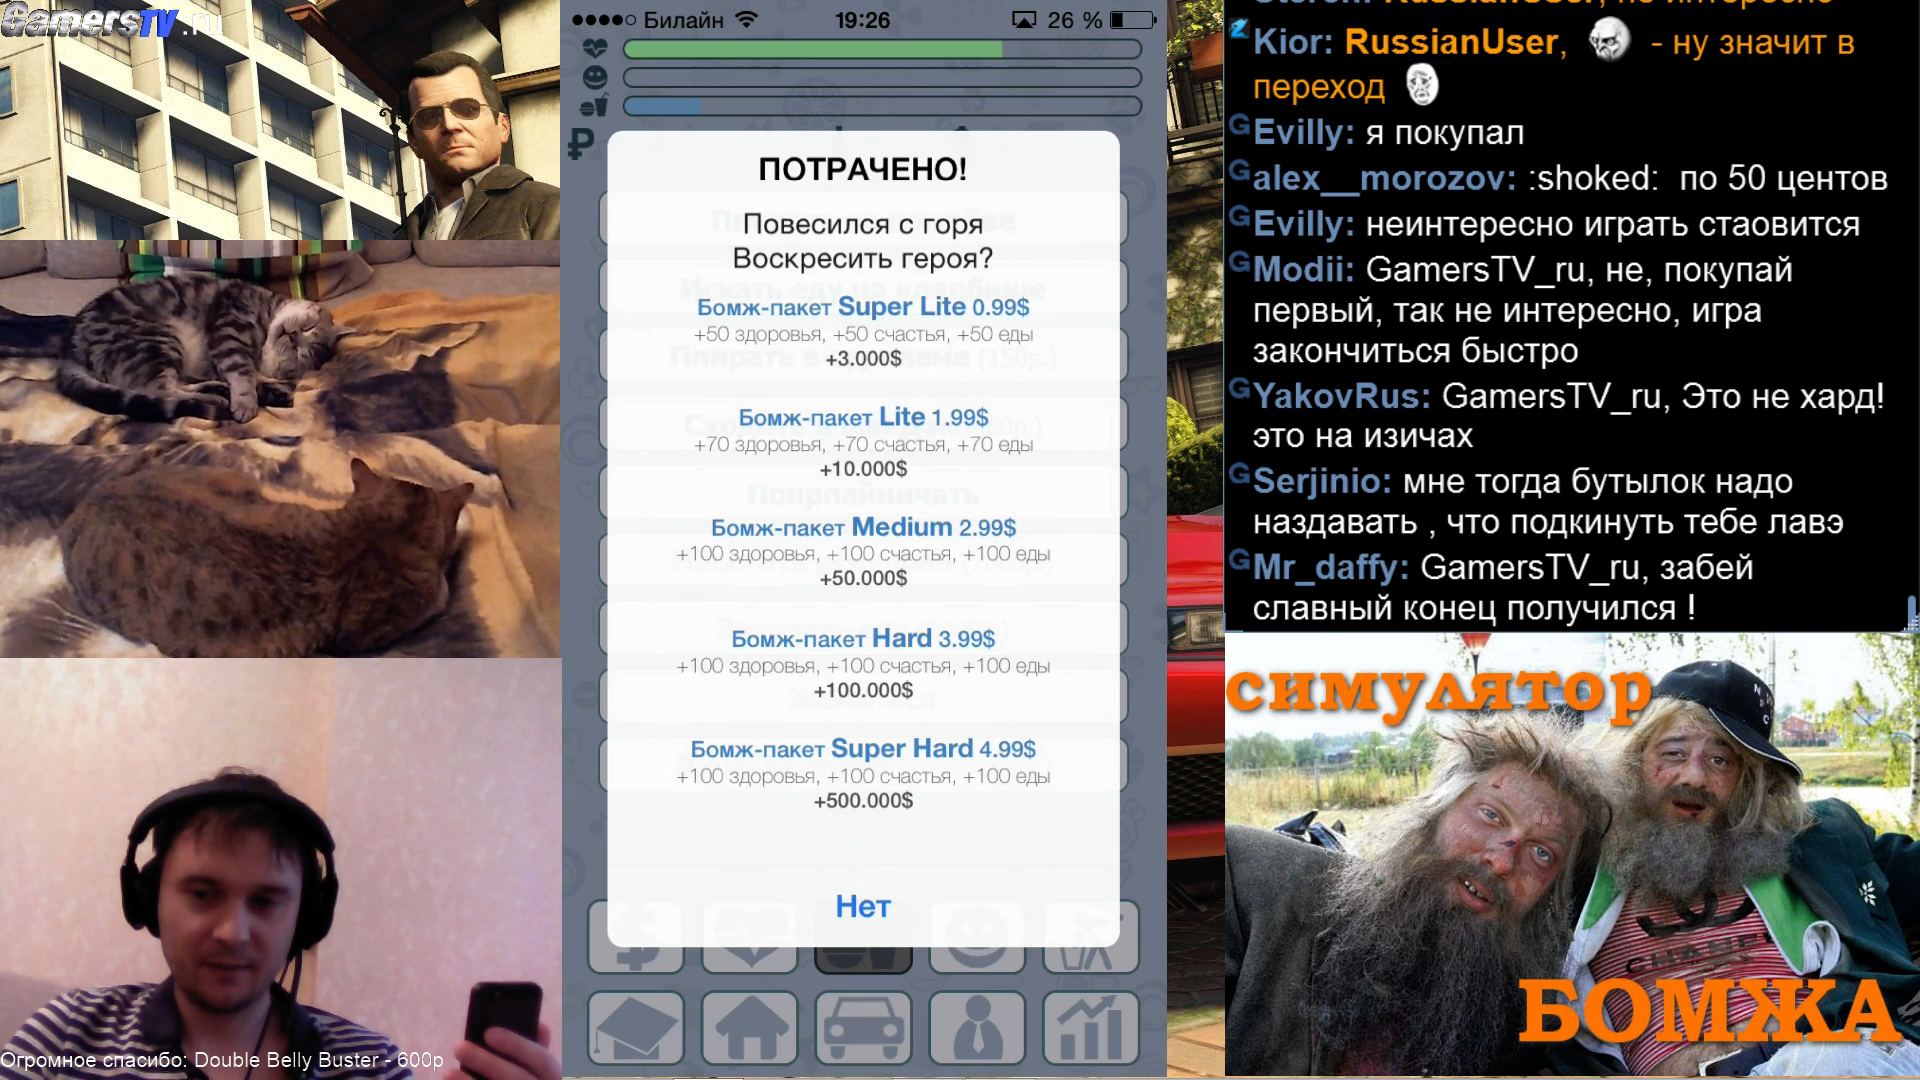 GamersTV.ru
Билайн 19:26 26 %
₽
ПОТРАЧЕНО!
Повесился с горя
Воскресить героя?
Бомж-пакет Super Lite 0.99$
+50 здоровья, +50 счастья, +50 еды
+3.000$
Бомж-пакет Lite 1.99$
+70 здоровья, +70 счастья, +70 еды
+10.000$
Бомж-пакет Medium 2.99$
+100 здоровья, +100 счастья, +100 еды
+50.000$
Бомж-пакет Hard 3.99$
+100 здоровья, +100 счастья, +100 еды
+100.000$
Бомж-пакет Super Hard 4.99$
+100 здоровья, +100 счастья, +100 еды
+500.000$
Нет
Kior: RussianUser, - ну значит в
переход
Evilly: я покупал
alex__morozov: :shoked: по 50 центов
Evilly: неинтересно играть стаовится
Modii: GamersTV_ru, не, покупай
первый, так не интересно, игра
закончиться быстро
YakovRus: GamersTV_ru, Это не хард!
это на изичах
Serjinio: мне тогда бутылок надо
наздавать , что подкинуть тебе лавэ
Mr_daffy: GamersTV_ru, забей
славный конец получился !
симулятор
БОМЖА
Огромное спасибо: Double Belly Buster - 600р